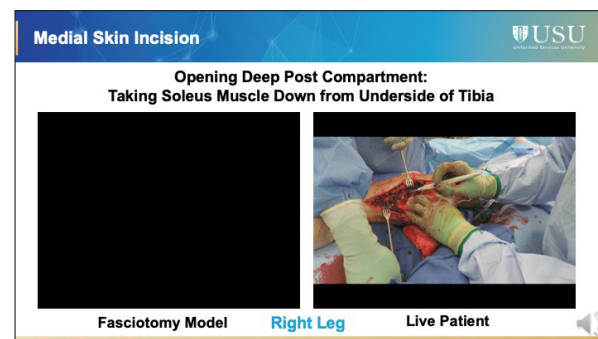 Medial Skin Incision
USU
Uniformed Services University
Opening Deep Post Compartment:
Taking Soleus Muscle Down from Underside of Tibia
Fasciotomy Model
Right Leg
Live Patient